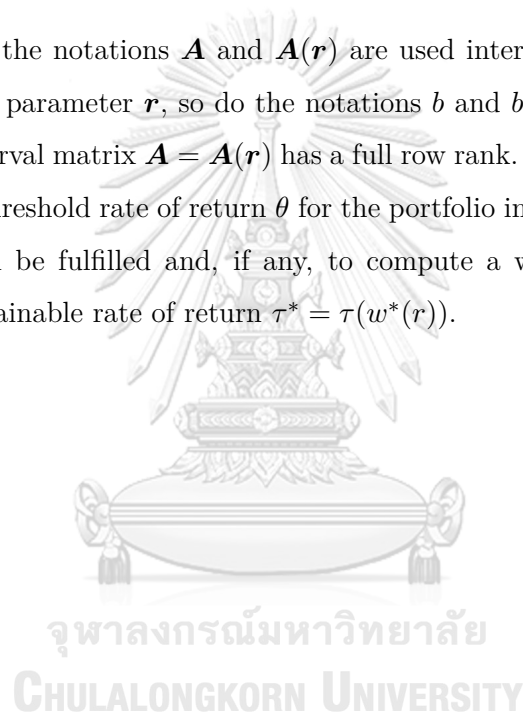 the notations 𝑨 and 𝑨(𝒓) are used inter
parameter 𝒓, so do the notations b and b
rval matrix 𝑨 = 𝑨(𝒓) has a full row rank.
reshold rate of return θ for the portfolio in
be fulfilled and, if any, to compute a w
ainable rate of return τ* = τ(w*(r)).
จุฬาลงกรณ์มหาวิทยาลัย
CHULALONGKORN UNIVERSITY